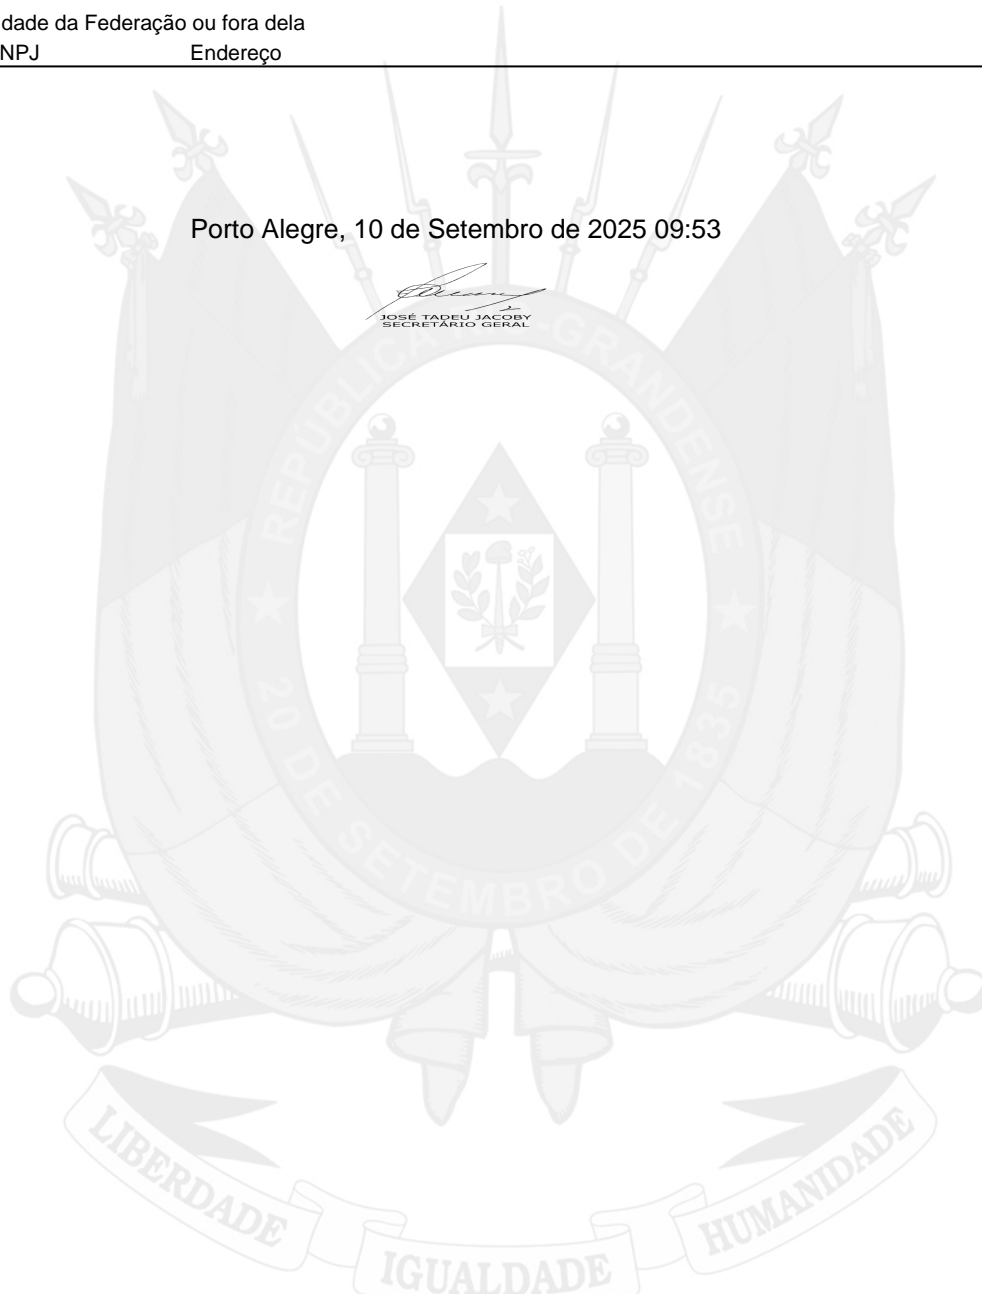 dade da Federação ou fora dela
NPJ Endereço
Porto Alegre, 10 de Setembro de 2025 09:53
JOSÉ TADEU JACOBY
SECRETÁRIO GERAL
REPÚBLICA GRANDENSE
20 DE SETEMBRO DE 1835
LIBERDADE
IGUALDADE
HUMANIDADE